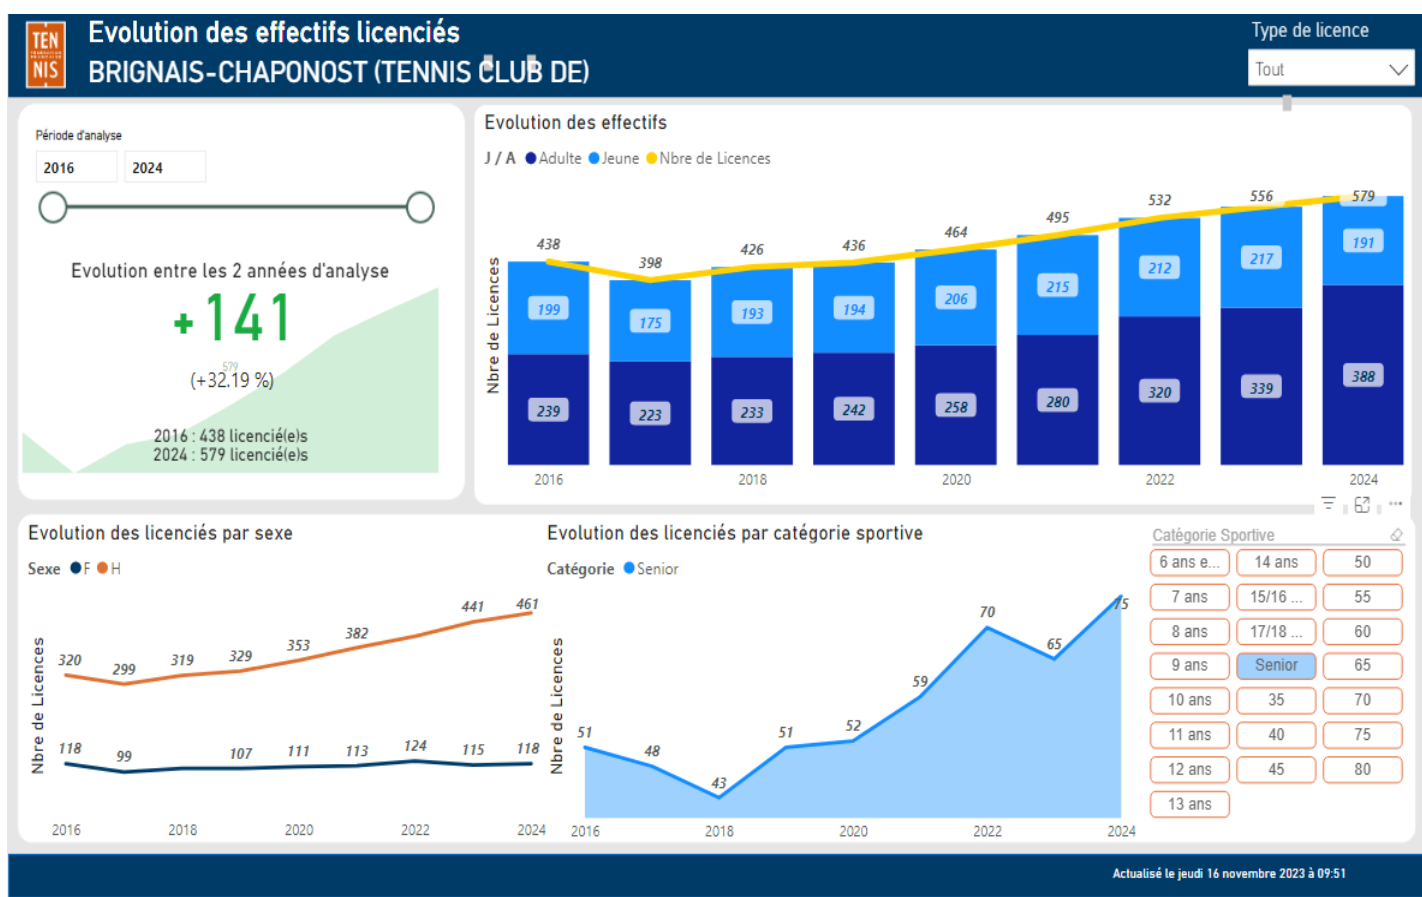 TEN
NIS
Evolution des effectifs licenciés
BRIGNAIS-CHAPONOST (TENNIS CLUB DE)
Type de licence
Tout
Période d'analyse
2016 2024
Evolution entre les 2 années d'analyse
+141
579
(+32.19 %)
2016 : 438 licencié(e)s
2024 : 579 licencié(e)s
Evolution des effectifs
J / A Adulte Jeune Nbre de Licences
Nbre de Licences
438 398 426 436 464 495 532 556 579
199 175 193 194 206 215 212 217 191
239 223 233 242 258 280 320 339 388
2016 2018 2020 2022 2024
Evolution des licenciés par sexe
Sexe F H
Nbre de Licences
320 299 319 329 353 382 441 461
118 99 107 111 113 124 115 118
2016 2018 2020 2022 2024
Evolution des licenciés par catégorie sportive
Catégorie Senior
Nbre de Licences
51 48 43 51 52 59 70 65 75
2016 2018 2020 2022 2024
Catégorie Sportive
6 ans e... 14 ans 50
7 ans 15/16 ... 55
8 ans 17/18 ... 60
9 ans Senior 65
10 ans 35 70
11 ans 40 75
12 ans 45 80
13 ans
Actualisé le jeudi 16 novembre 2023 à 09:51